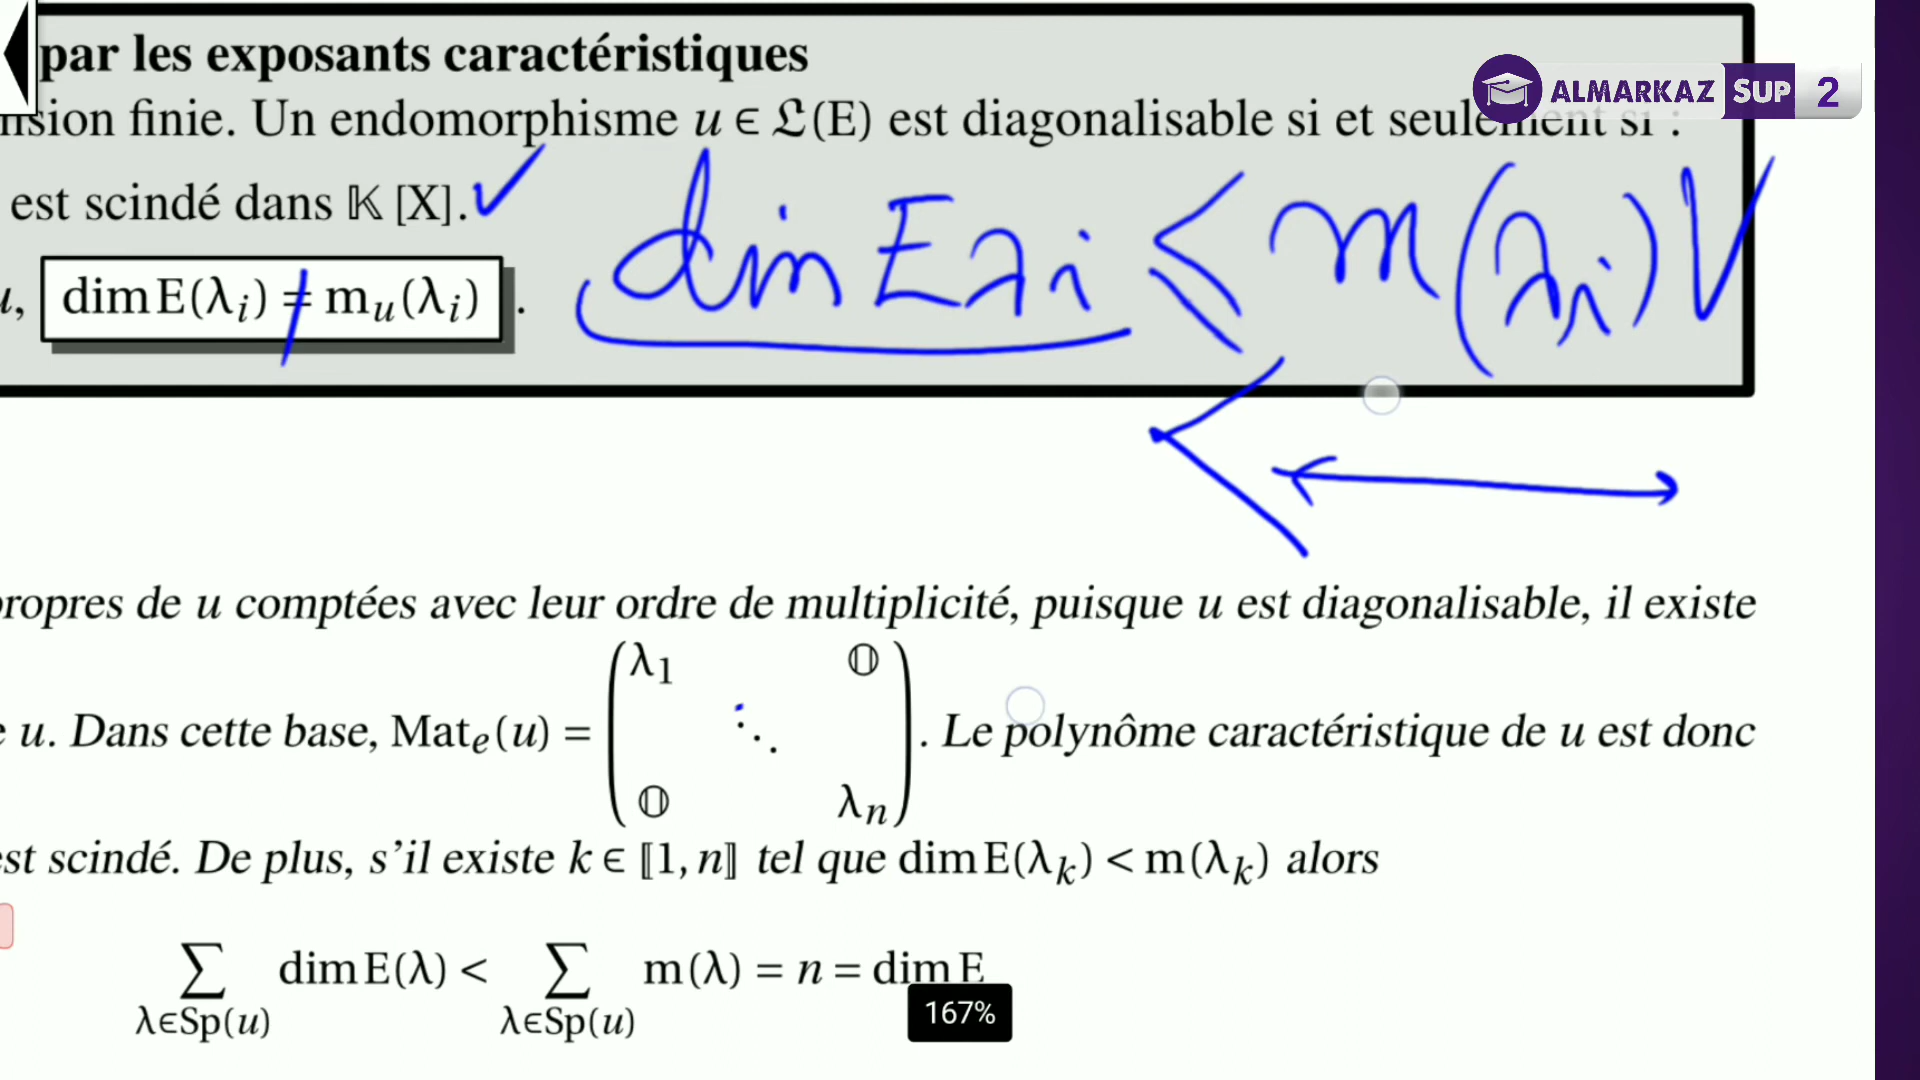 par les exposants caractéristiques
ALMARKAZ SUP 2
nsion finie. Un endomorphisme u ∈ 𝔏(E) est diagonalisable si et seulement si :
est scindé dans 𝕂 [X].
dim E λi ≤ m(λi)
u, dim E(λi) = mu(λi) .
<
propres de u comptées avec leur ordre de multiplicité, puisque u est diagonalisable, il existe
λ1 𝕆
e u. Dans cette base, Mate(u) = ⋱ . Le polynôme caractéristique de u est donc
𝕆 λn
est scindé. De plus, s'il existe k ∈ ⟦1, n⟧ tel que dim E(λk) < m(λk) alors
∑ dim E(λ) < ∑ m(λ) = n = dim E
λ∈Sp(u) λ∈Sp(u)
167%